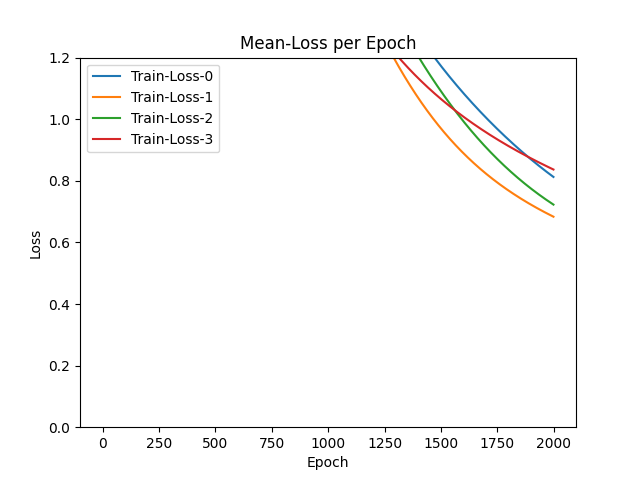 Mean-Loss per Epoch
Train-Loss-0
Train-Loss-1
Train-Loss-2
Train-Loss-3
Loss
1.2
1.0
0.8
0.6
0.4
0.2
0.0
0 250 500 750 1000 1250 1500 1750 2000
Epoch